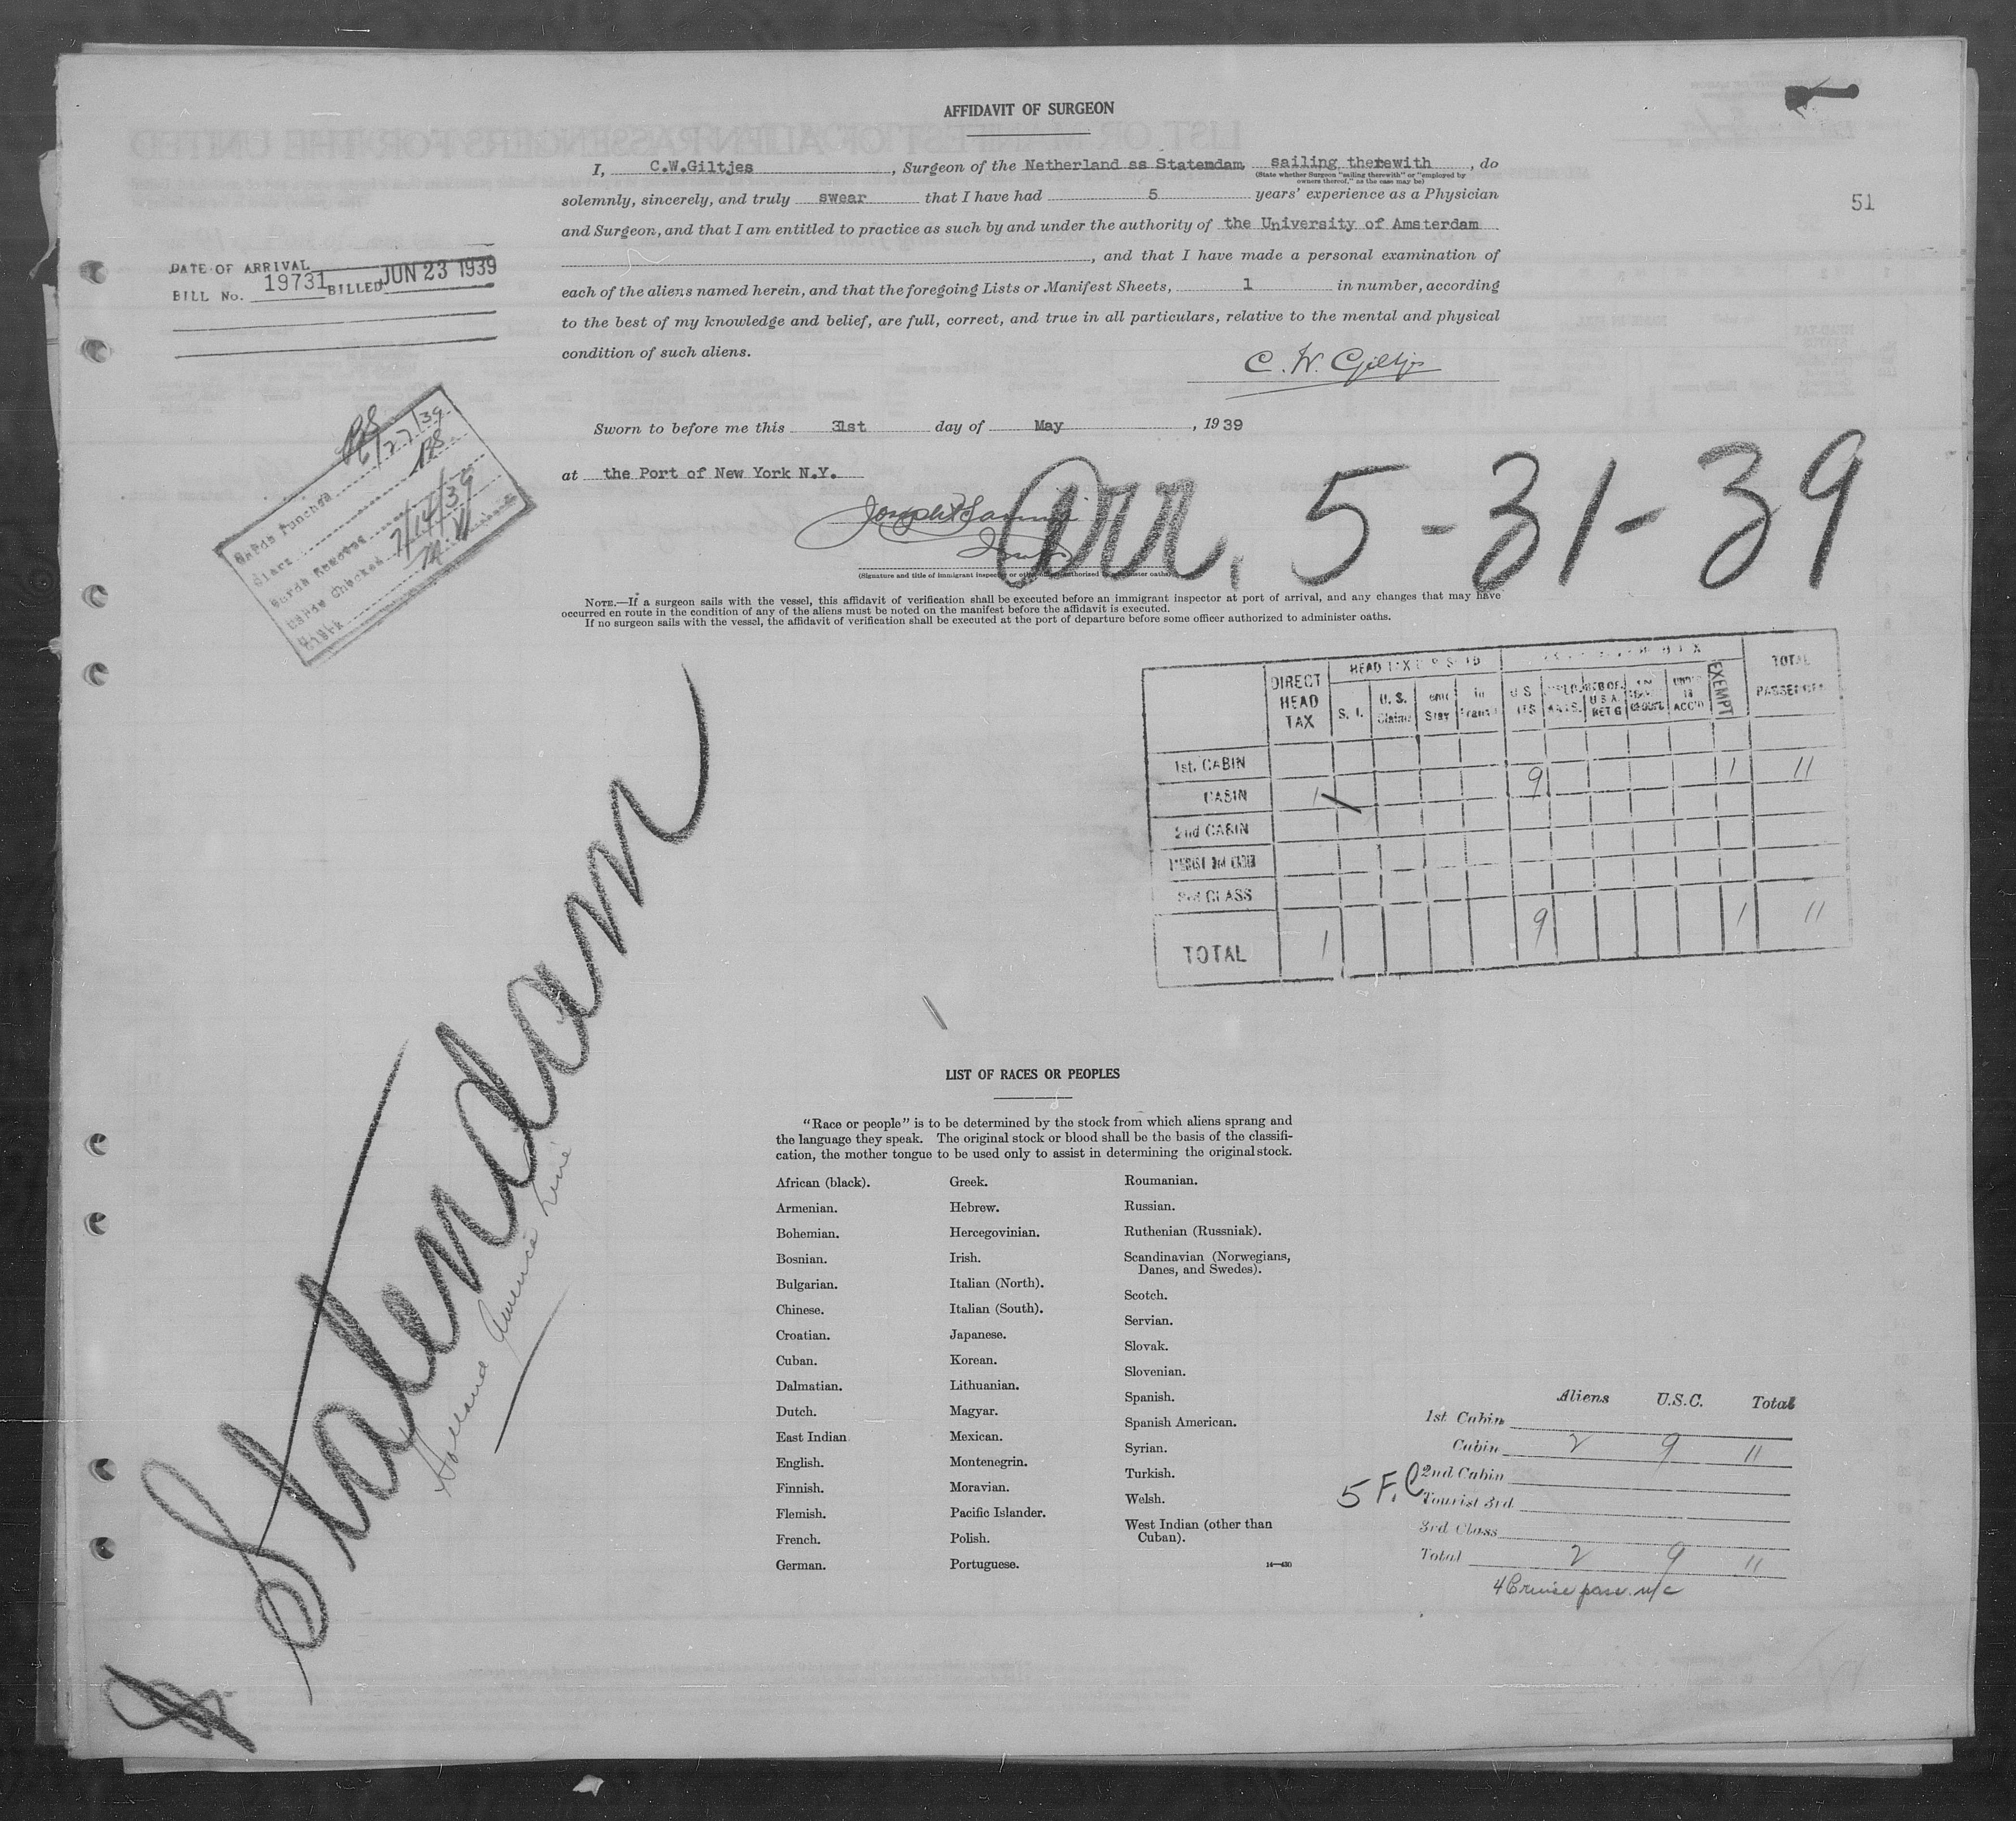 AFFIDAVIT OF SURGEON
I, C.W.Giltjes, Surgeon of the Netherland ss Statendam sailing therewith, do
(State whether Surgeon "sailing therewith" or "employed by
owners thereof," as the case may be)
solemnly, sincerely, and truly swear that I have had 5 years' experience as a Physician
and Surgeon, and that I am entitled to practice as such by and under the authority of the University of Amsterdam
, and that I have made a personal examination of
each of the aliens named herein, and that the foregoing Lists or Manifest Sheets, 1 in number, according
to the best of my knowledge and belief, are full, correct, and true in all particulars, relative to the mental and physical
condition of such aliens.
C. W. Giltjes
51
DATE OF ARRIVAL
BILL No. 19731 BILLED JUN 23 1939
Sworn to before me this 31st day of May, 1939
at the Port of New York N.Y.
Arr. 5-31-39
(Signature and title of immigrant inspector or
NOTE.—If a surgeon sails with the vessel, this affidavit of verification shall be executed before an immigrant inspector at port of arrival, and any changes that may have
occurred en route in the condition of any of the aliens must be noted on the manifest before the affidavit is executed.
If no surgeon sails with the vessel, the affidavit of verification shall be executed at the port of departure before some officer authorized to administer oaths.
Cards Punched 6/27/39
Clerk
Cards Checked 7/14/39
Clerk
DIRECT HEAD TAX
HEAD TAX
S. I.
U. S. Claims
U S
EXEMPT
TOTAL
1st. CABIN
CABIN 1 9 1 11
2nd CABIN
3rd CLASS
TOTAL 1 9 1 11
Statendam
Holland America Line
LIST OF RACES OR PEOPLES
"Race or people" is to be determined by the stock from which aliens sprang and
the language they speak. The original stock or blood shall be the basis of the classifi-
cation, the mother tongue to be used only to assist in determining the original stock.
African (black).
Armenian.
Bohemian.
Bosnian.
Bulgarian.
Chinese.
Croatian.
Cuban.
Dalmatian.
Dutch.
East Indian
English.
Finnish.
Flemish.
French.
German.
Greek.
Hebrew.
Hercegovinian.
Irish.
Italian (North).
Italian (South).
Japanese.
Korean.
Lithuanian.
Magyar.
Mexican.
Montenegrin.
Moravian.
Pacific Islander.
Polish.
Portuguese.
Roumanian.
Russian.
Ruthenian (Russniak).
Scandinavian (Norwegians,
Danes, and Swedes).
Scotch.
Servian.
Slovak.
Slovenian.
Spanish.
Spanish American.
Syrian.
Turkish.
Welsh.
West Indian (other than
Cuban).
14—430
Aliens U.S.C. Total
1st Cabin
Cabin 2 9 11
2nd Cabin
Tourist 3rd
3rd Class
Total 2 9 11
5 F.C
4 Cruise pass. n/c